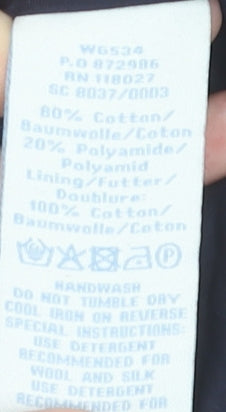 WG534
P.O 872986
RN 118027
SC 8037/0003
80% Cotton/
Baumwolle/Coton
20% Polyamide/
Polyamid
Lining/Futter/
Doublure:
100% Cotton/
Baumwolle/Coton
HANDWASH
DO NOT TUMBLE DRY
COOL IRON ON REVERSE
SPECIAL INSTRUCTIONS:
USE DETERGENT
RECOMMENDED FOR
WOOL AND SILK
USE DETERGENT
RECOMMENDED FOR